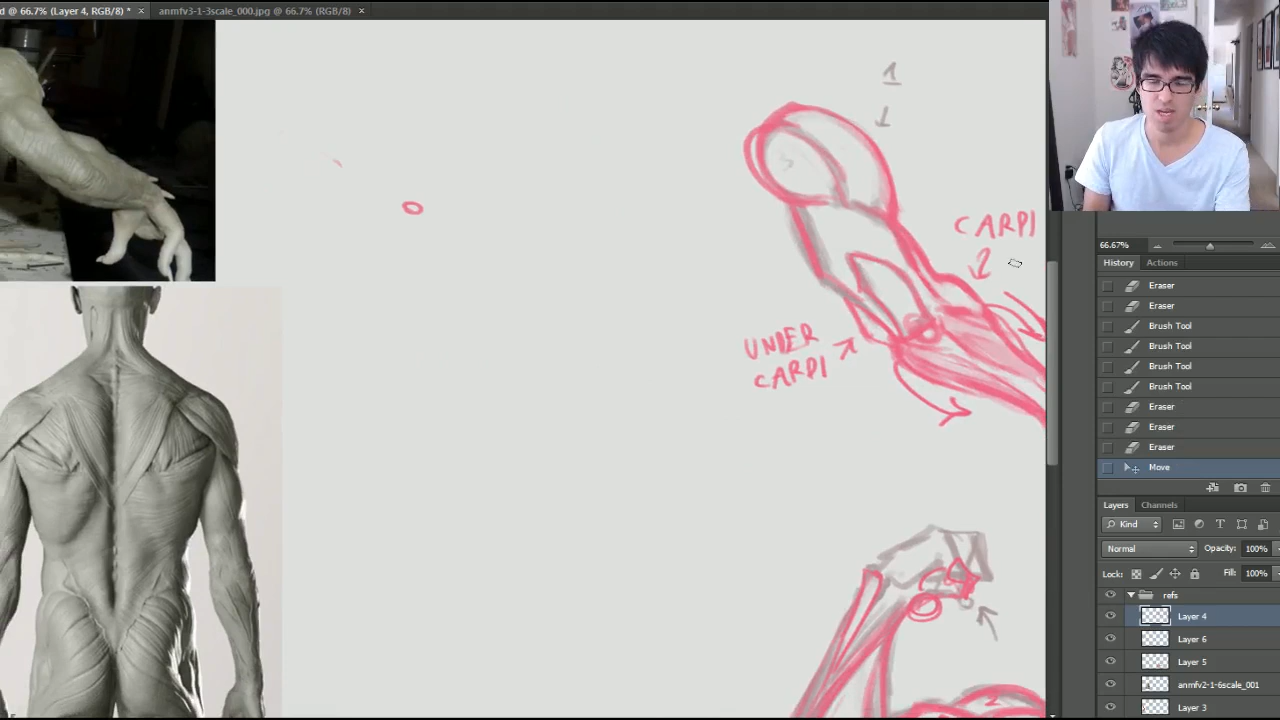 d @ 66.7% (Layer 4, RGB/8) *
anmfv3-1-3scale_000.jpg @ 66.7% (RGB/8)
1
CARPI
2
UNDER
CARPI
2
66.67%
History
Actions
Eraser
Eraser
Brush Tool
Brush Tool
Brush Tool
Brush Tool
Eraser
Eraser
Eraser
Move
Layers
Channels
Kind
Normal
Opacity: 100%
Lock:
Fill: 100%
refs
Layer 4
Layer 6
Layer 5
anmfv2-1-6scale_001
Layer 3